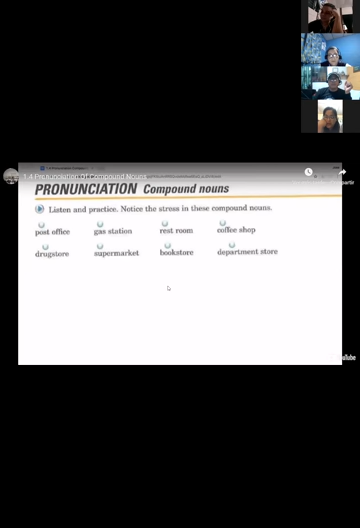 1.4 Pronunciation Of Compound Nouns
PRONUNCIATION Compound nouns
Listen and practice. Notice the stress in these compound nouns.
post office gas station rest room coffee shop
drugstore supermarket bookstore department store